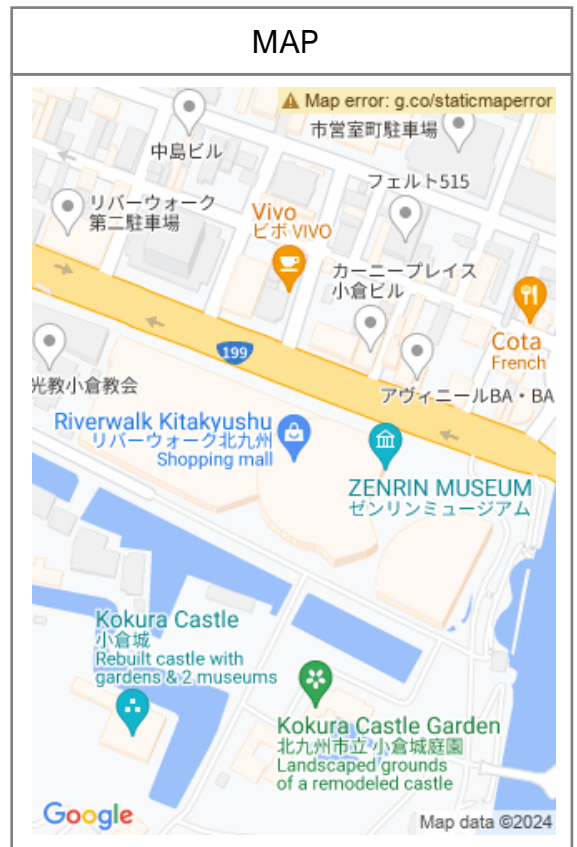 MAP
Map error: g.co/staticmaperror
市営室町駐車場
中島ビル
フェルト515
リバーウォーク
第二駐車場
Vivo
ビボ VIVO
カーニープレイス
小倉ビル
Cota
French
199
光教小倉教会
アヴィニールBA・BA
Riverwalk Kitakyushu
リバーウォーク北九州
Shopping mall
ZENRIN MUSEUM
ゼンリンミュージアム
Kokura Castle
小倉城
Rebuilt castle with
gardens & 2 museums
Kokura Castle Garden
北九州市立 小倉城庭園
Landscaped grounds
of a remodeled castle
Google
Map data ©2024